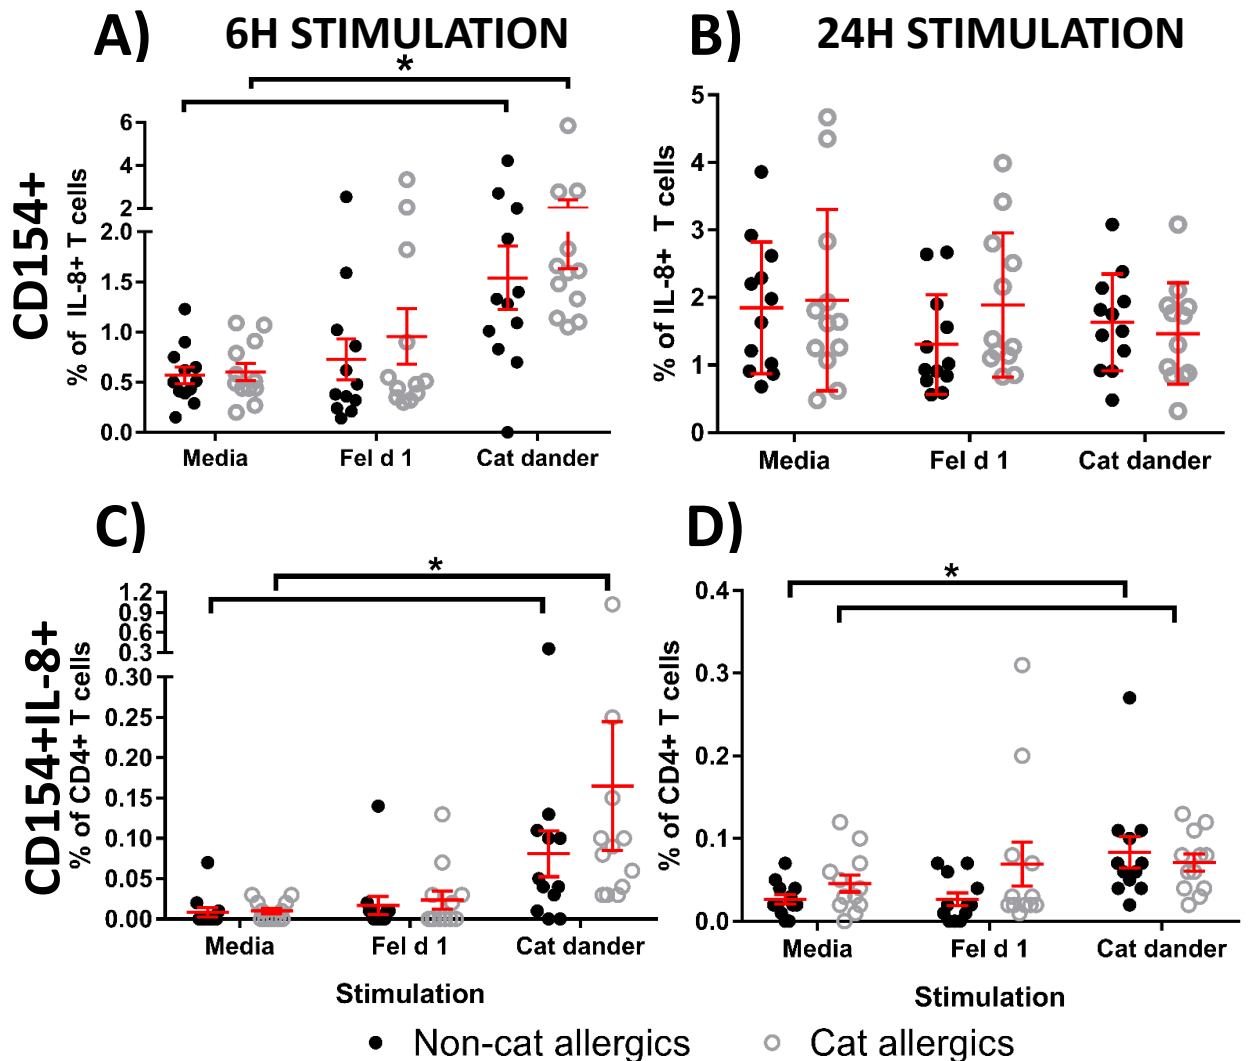 A) 6H STIMULATION
B) 24H STIMULATION
*
CD154+
% of IL-8+ T cells
6
4
2
2.0
1.5
1.0
0.5
0.0
Media Fel d 1 Cat dander
% of IL-8+ T cells
5
4
3
2
1
0
Media Fel d 1 Cat dander
C)
*
CD154+IL-8+
% of CD4+ T cells
1.2
0.9
0.6
0.3
0.30
0.25
0.20
0.15
0.10
0.05
0.00
Media Fel d 1 Cat dander
Stimulation
D)
*
% of CD4+ T cells
0.4
0.3
0.2
0.1
0.0
Media Fel d 1 Cat dander
Stimulation
Non-cat allergics Cat allergics